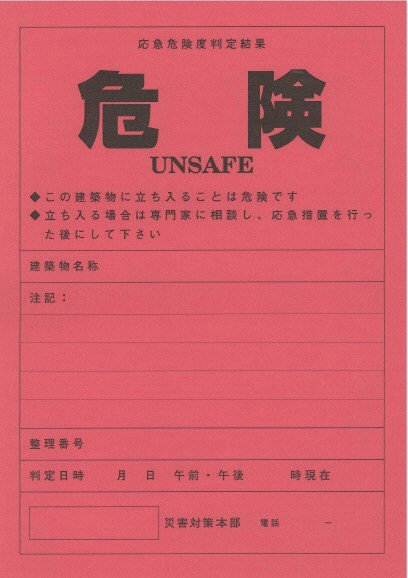 応急危険度判定結果
危 険
UNSAFE
◆この建築物に立ち入ることは危険です
◆立ち入る場合は専門家に相談し、応急措置を行っ
た後にして下さい
建築物名称
注記：
整理番号
判定日時 月 日 午前・午後 時現在
災害対策本部 電話 −